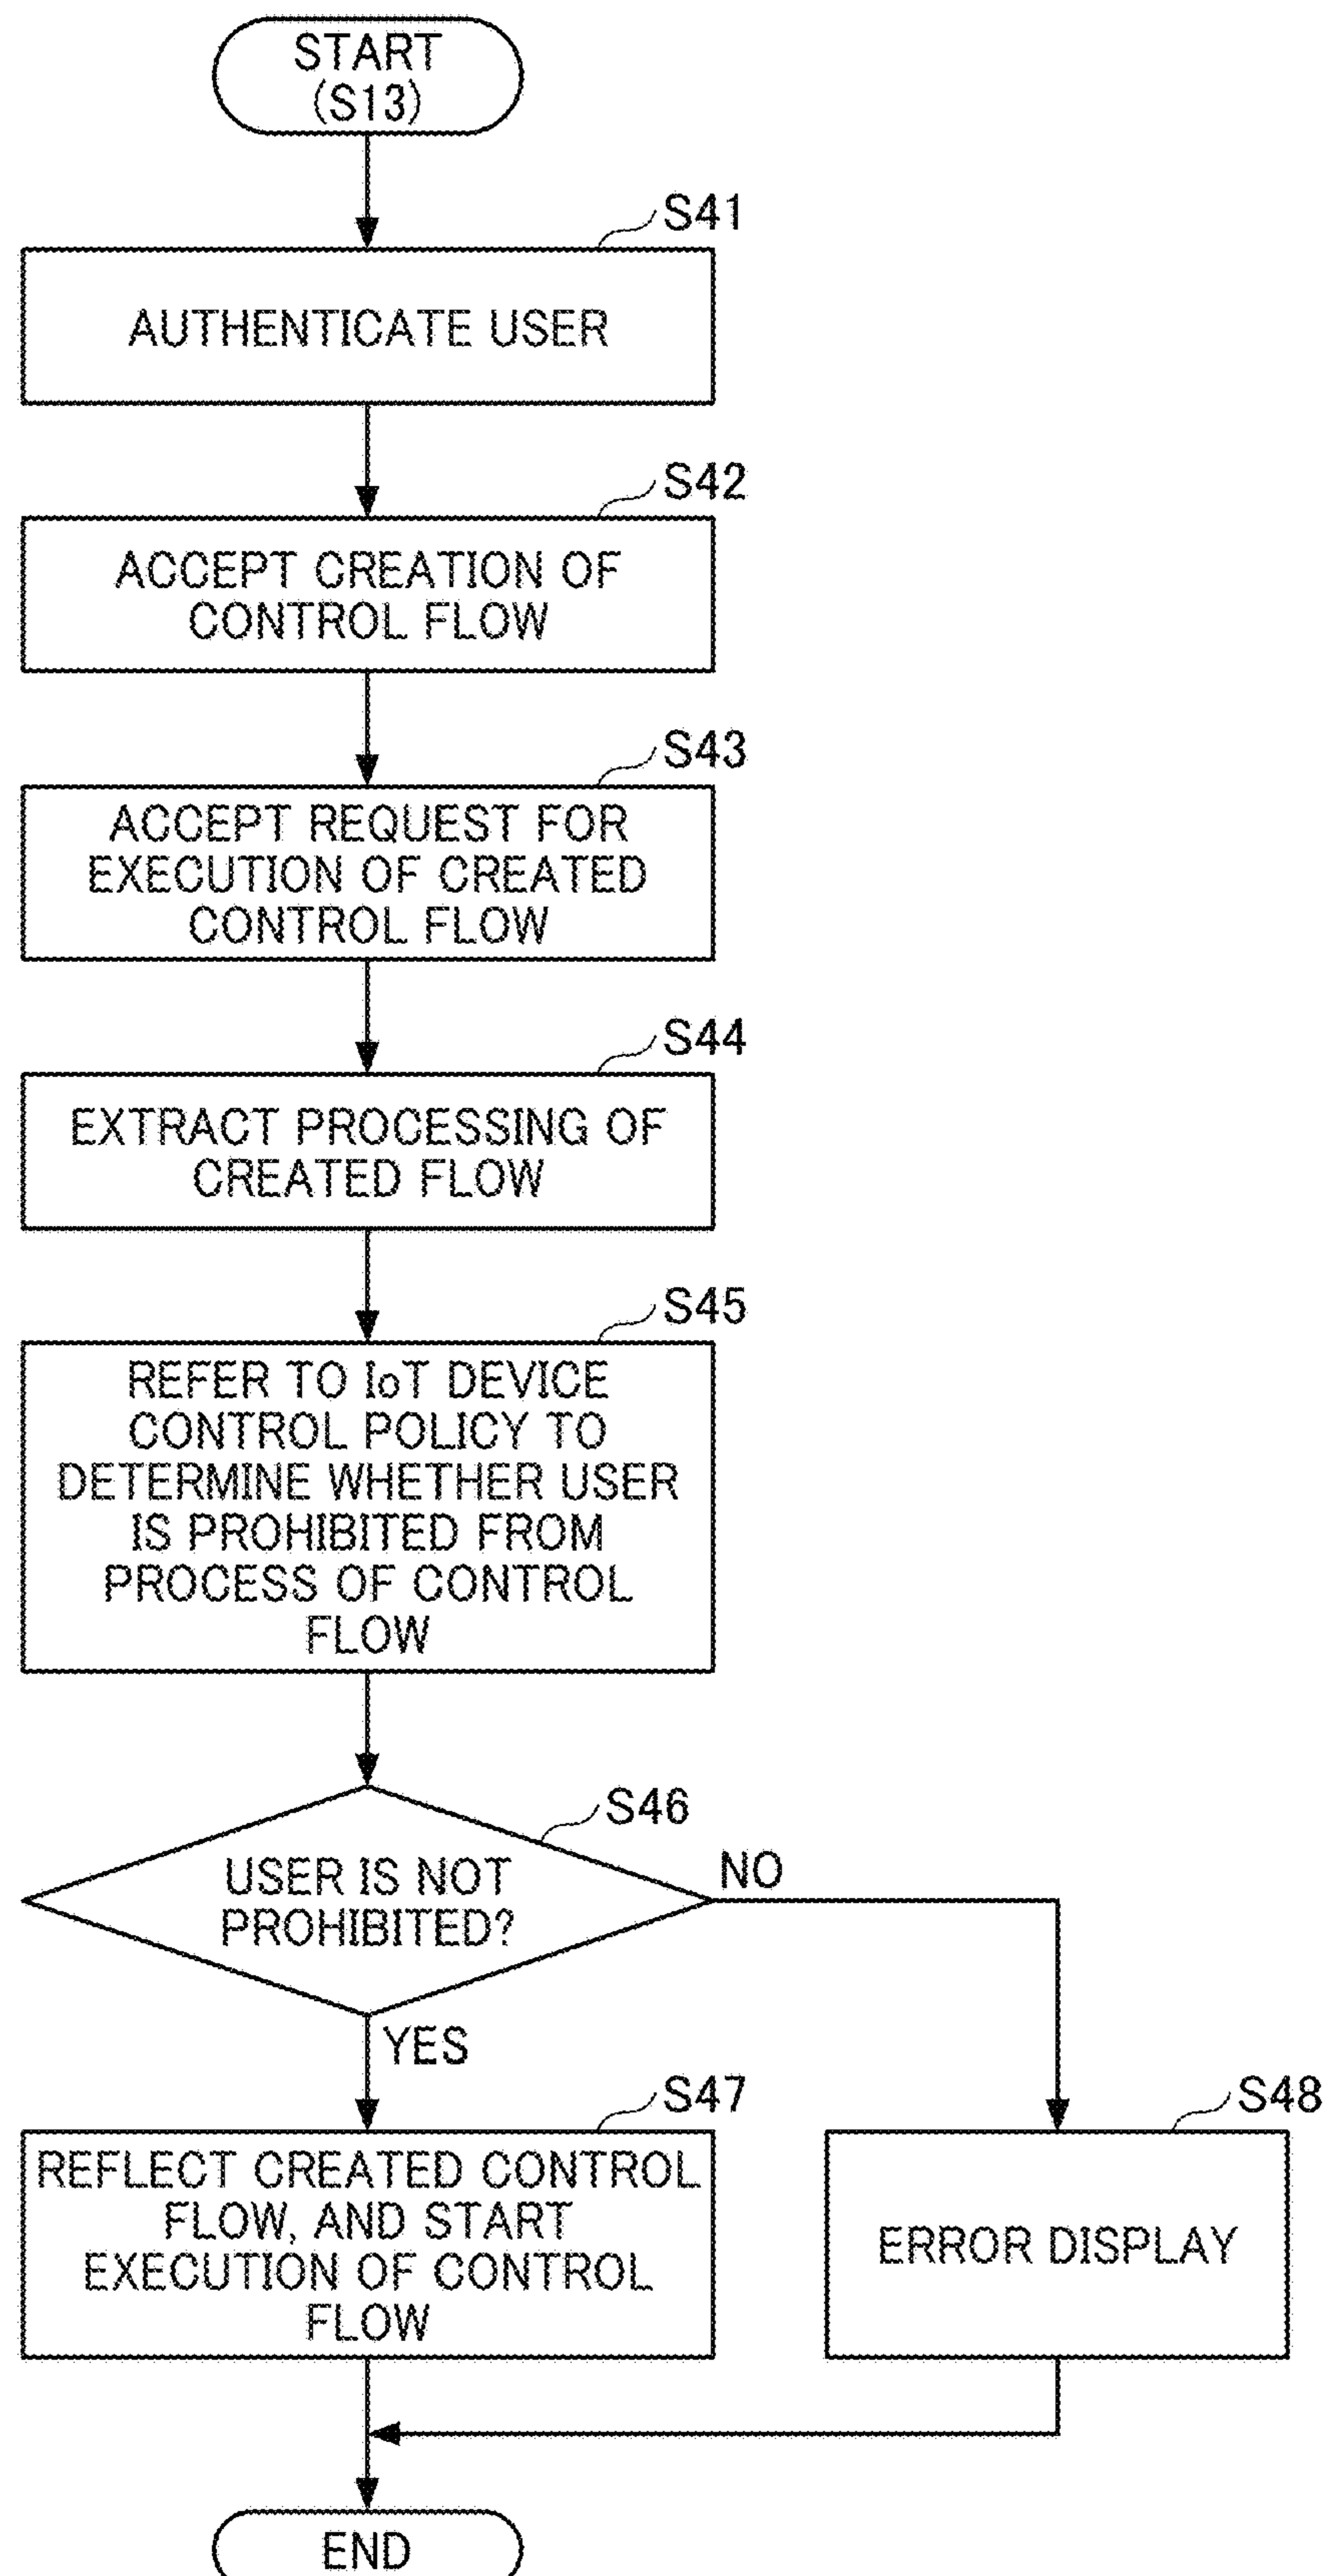 START
(S13)
S41
AUTHENTICATE USER
S42
ACCEPT CREATION OF
CONTROL FLOW
S43
ACCEPT REQUEST FOR
EXECUTION OF CREATED
CONTROL FLOW
S44
EXTRACT PROCESSING OF
CREATED FLOW
S45
REFER TO IoT DEVICE
CONTROL POLICY TO
DETERMINE WHETHER USER
IS PROHIBITED FROM
PROCESS OF CONTROL
FLOW
S46
USER IS NOT
PROHIBITED?
NO
YES
S47
REFLECT CREATED CONTROL
FLOW, AND START
EXECUTION OF CONTROL
FLOW
S48
ERROR DISPLAY
END